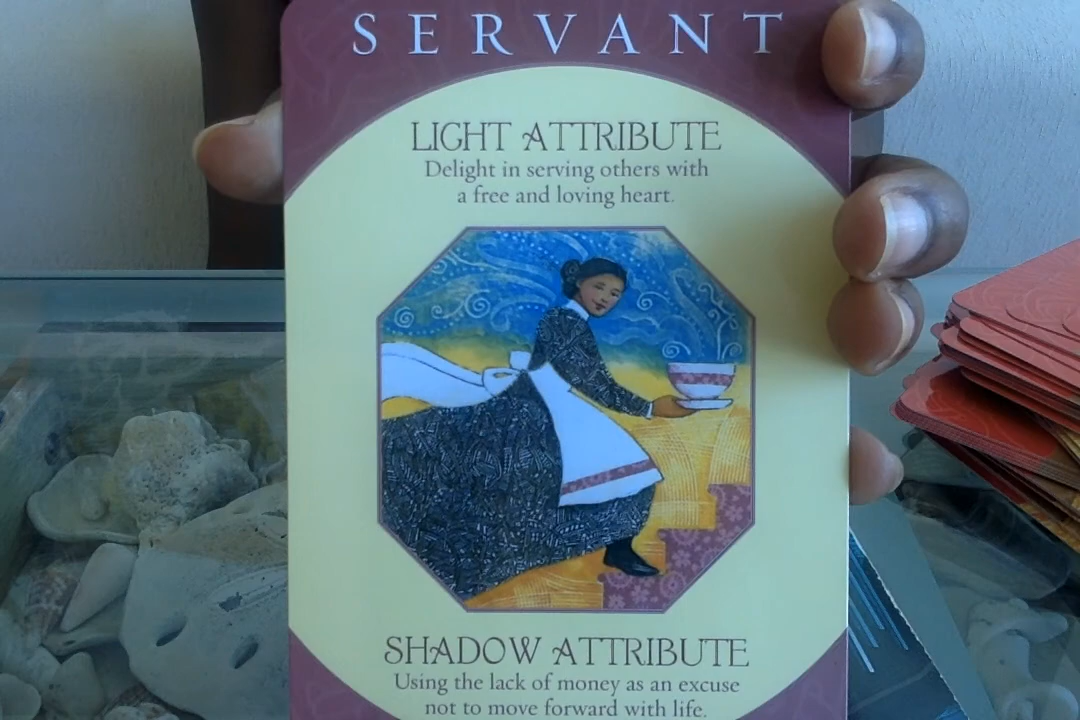 SERVANT
LIGHT ATTRIBUTE
Delight in serving others with
a free and loving heart.
SHADOW ATTRIBUTE
Using the lack of money as an excuse
not to move forward with life.